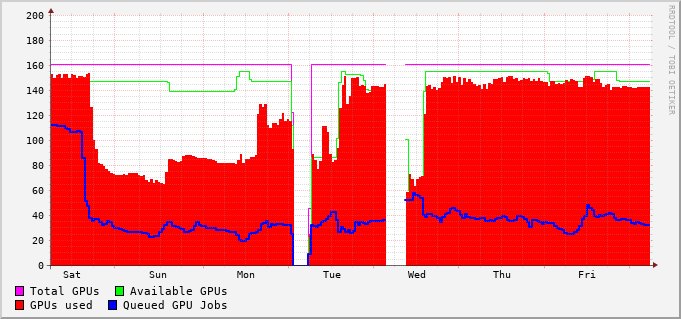 200
180
160
140
120
100
80
60
40
20
0
Sat Sun Mon Tue Wed Thu Fri
Total GPUs Available GPUs
GPUs used Queued GPU Jobs
RRDTOOL / TOBI OETIKER